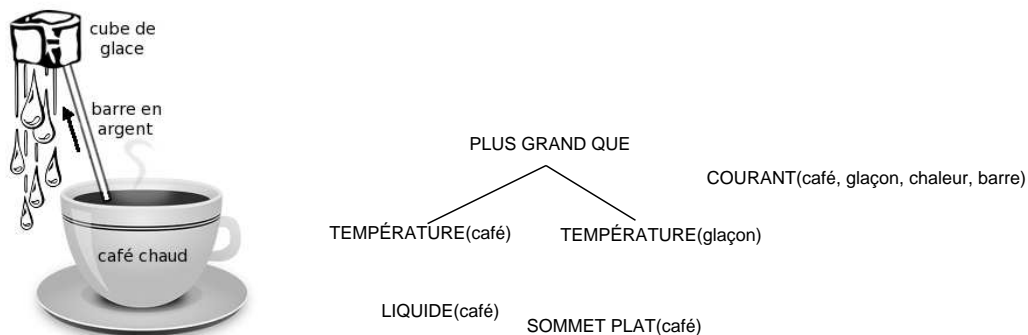 cube de
glace
barre en
argent
café chaud
PLUS GRAND QUE
COURANT(café, glaçon, chaleur, barre)
TEMPÉRATURE(café)
TEMPÉRATURE(glaçon)
LIQUIDE(café)
SOMMET PLAT(café)